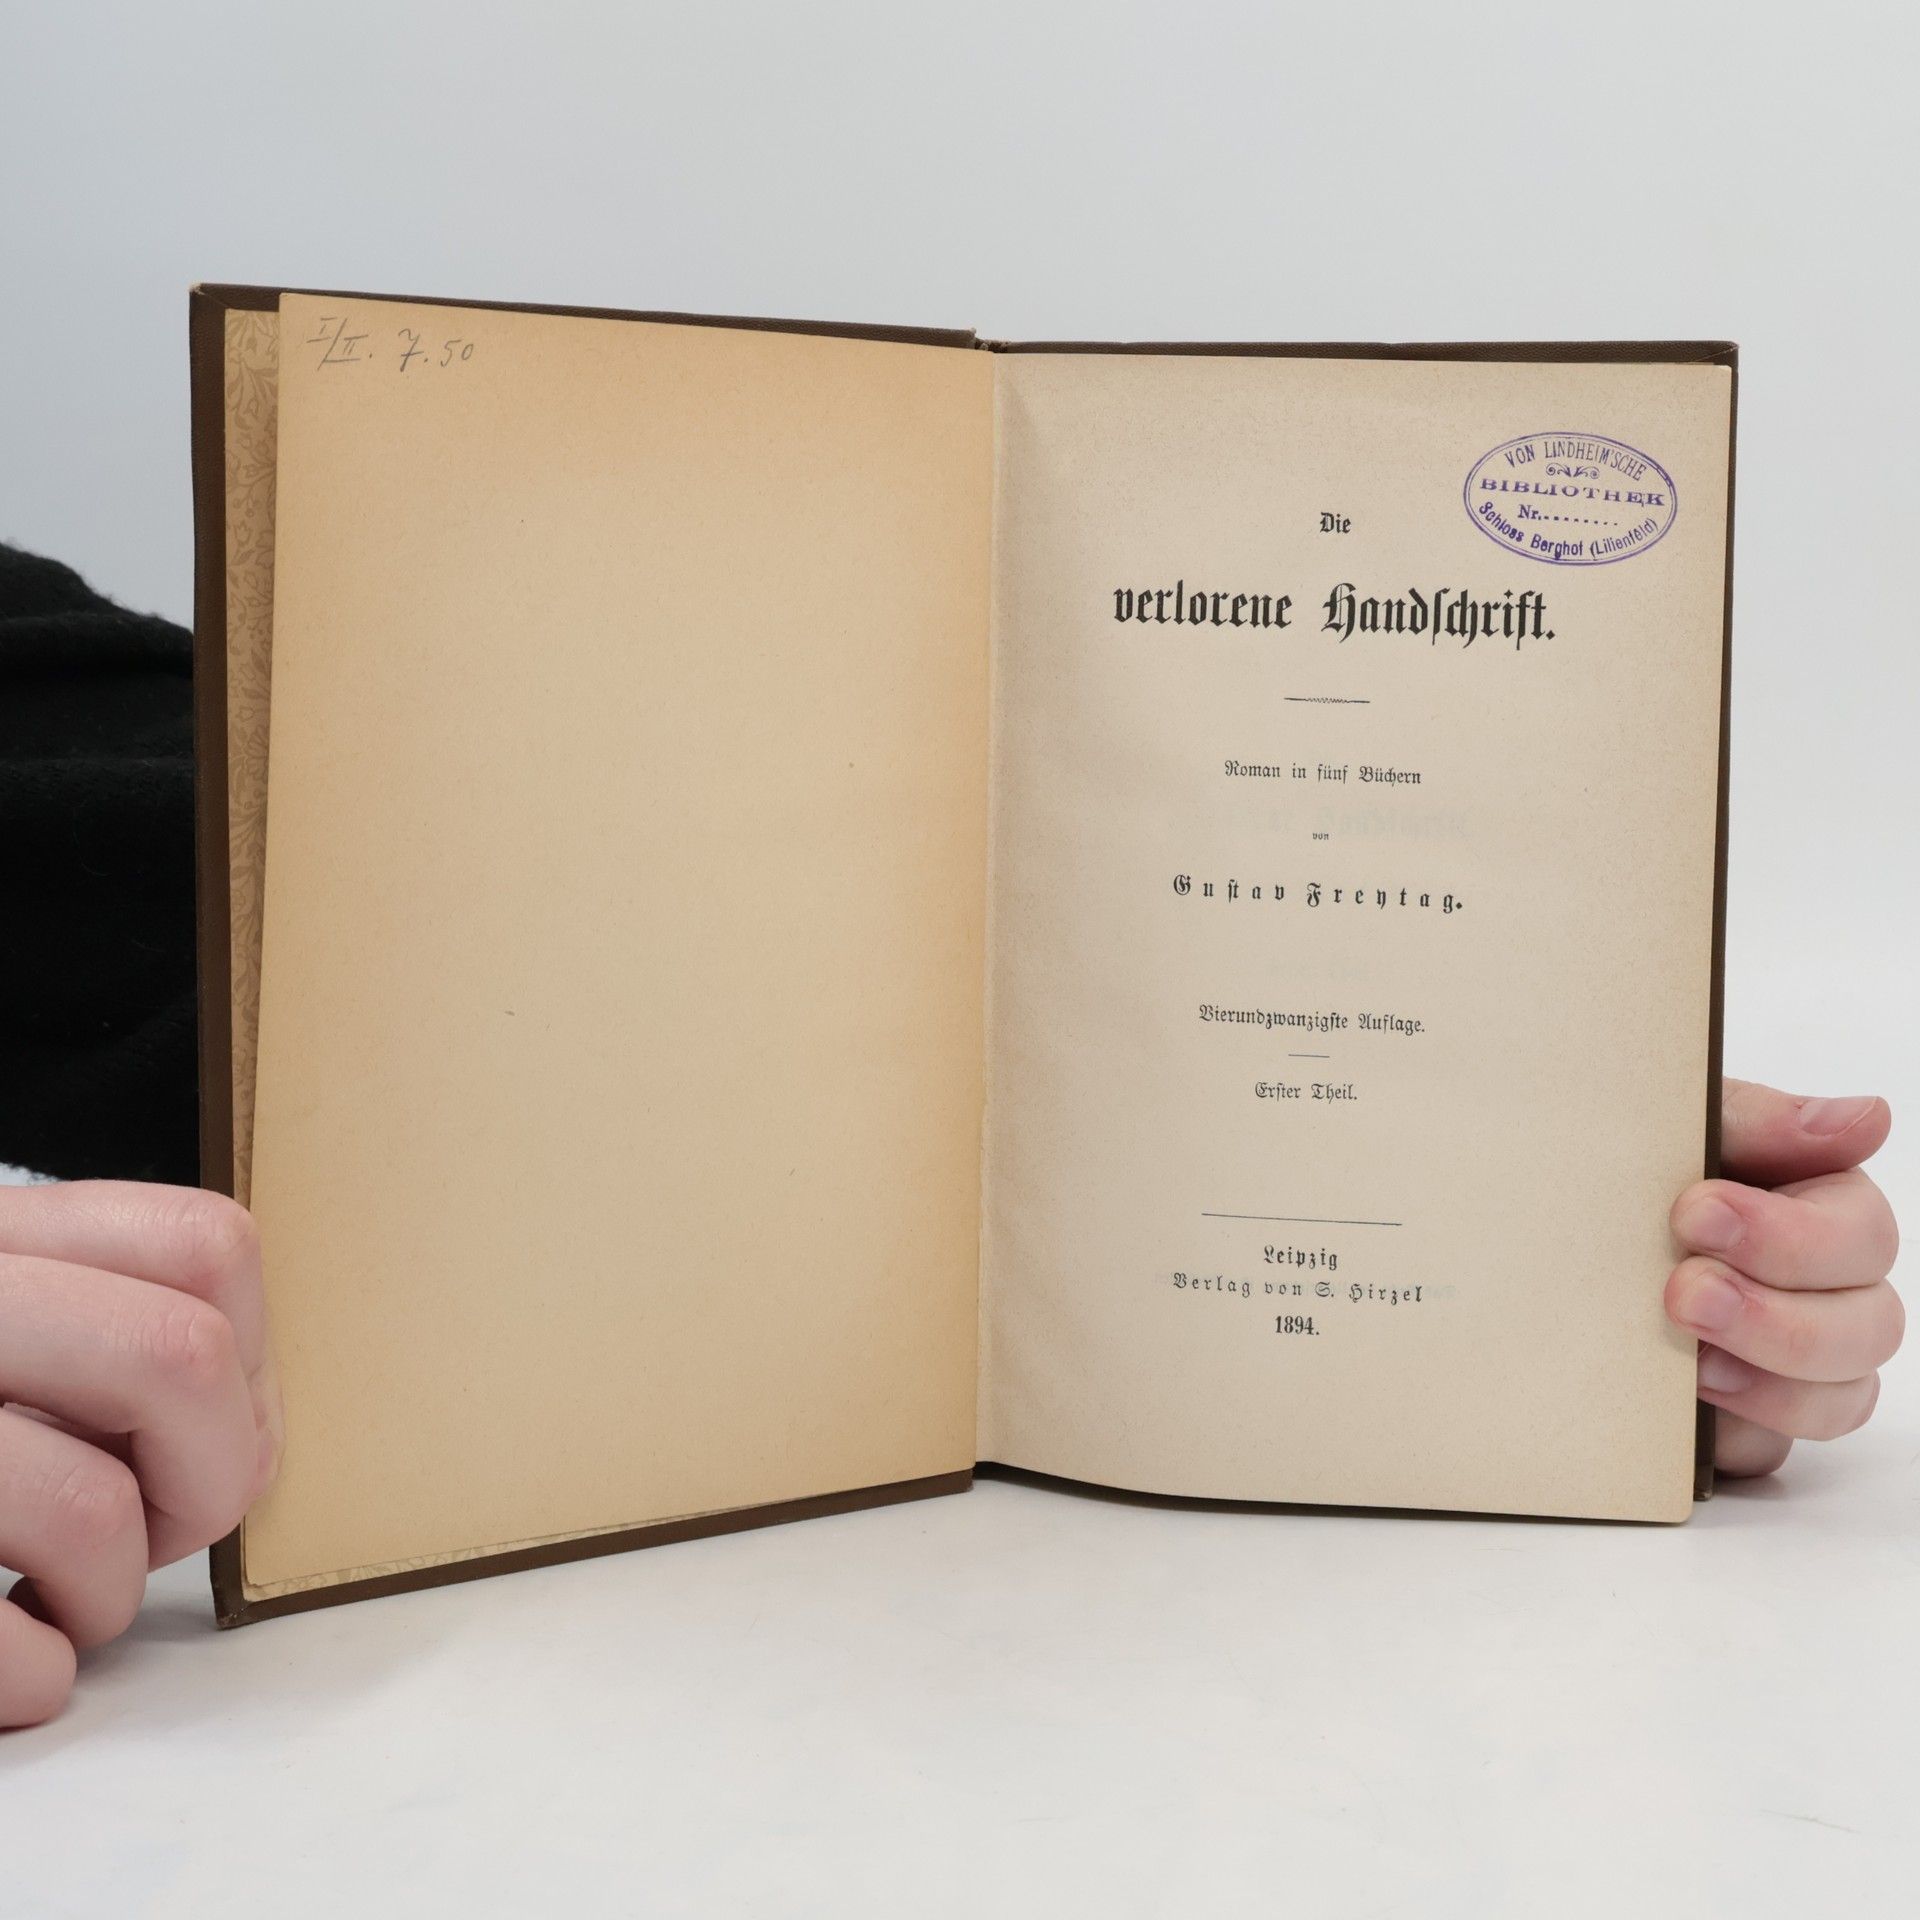 I/II. 7.50
VON LINDHEIM'SCHE
BIBLIOTHEK
Nr.........
Schloss Berghof (Lilienfeld)
Die
verlorene Handſchrift.
Roman in fünf Büchern
von
Guſtav Freytag.
Vierundzwanzigſte Auflage.
Erſter Theil.
Leipzig
Verlag von S. Hirzel
1894.